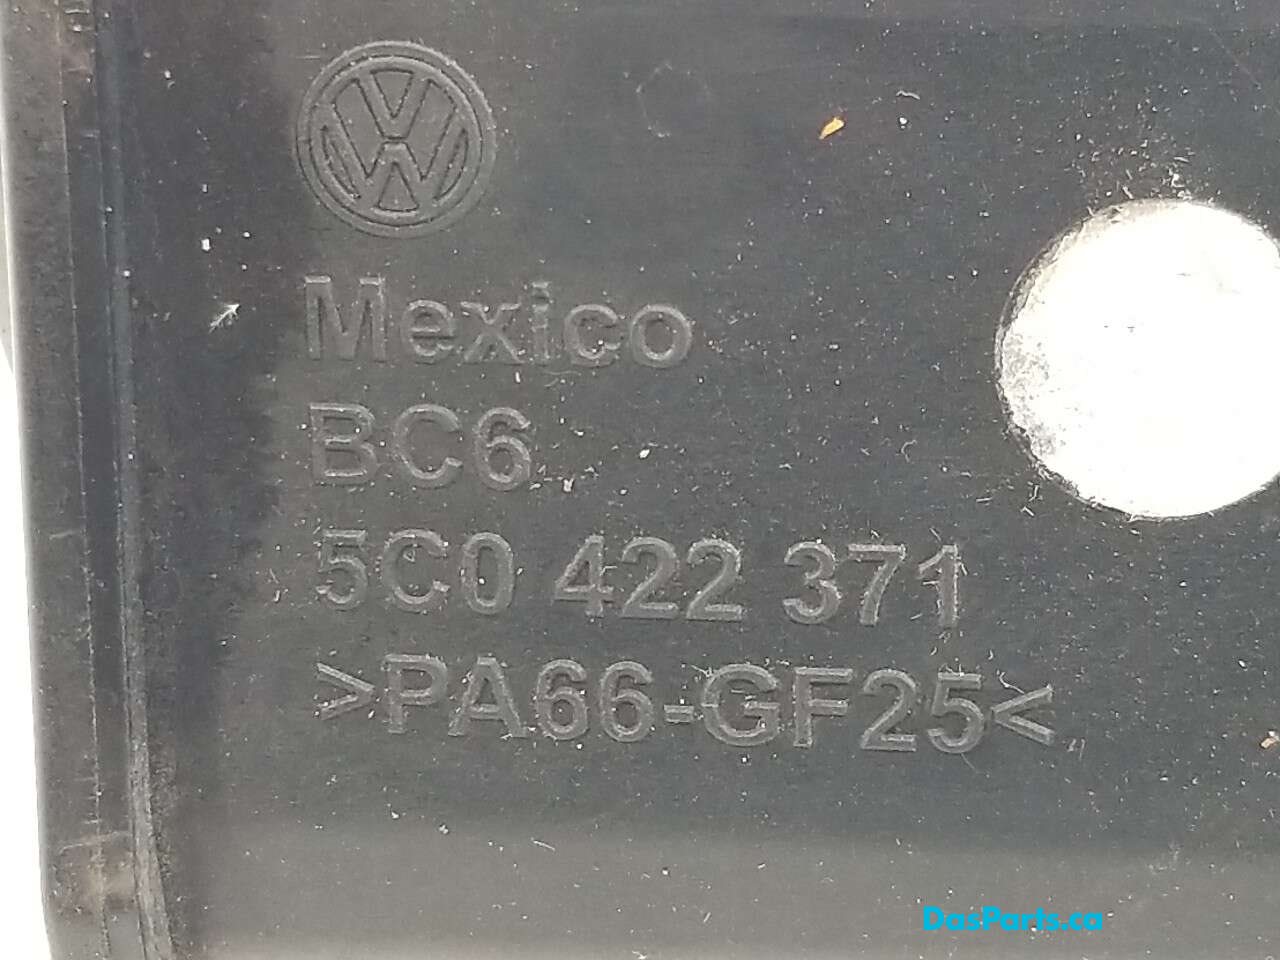 Mexico
BC6
5C0 422 371
>PA66-GF25<
DasParts.ca